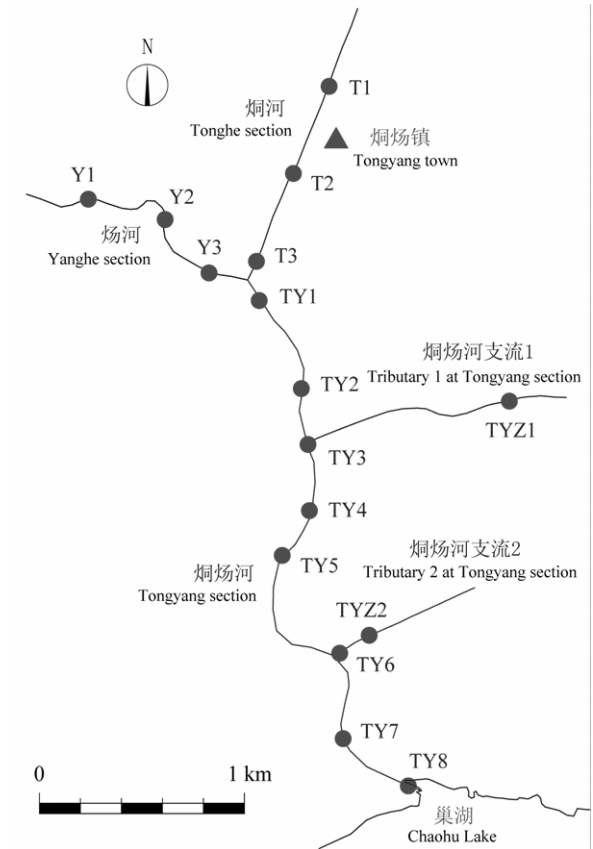 N
T1
炯河
Tonghe section
炯炀镇
Tongyang town
T2
Y1
Y2
炀河
Yanghe section
Y3
T3
TY1
炯炀河支流1
Tributary 1 at Tongyang section
TY2
TYZ1
TY3
TY4
炯炀河支流2
Tributary 2 at Tongyang section
TY5
炯炀河
Tongyang section
TYZ2
TY6
TY7
TY8
0
1 km
巢湖
Chaohu Lake